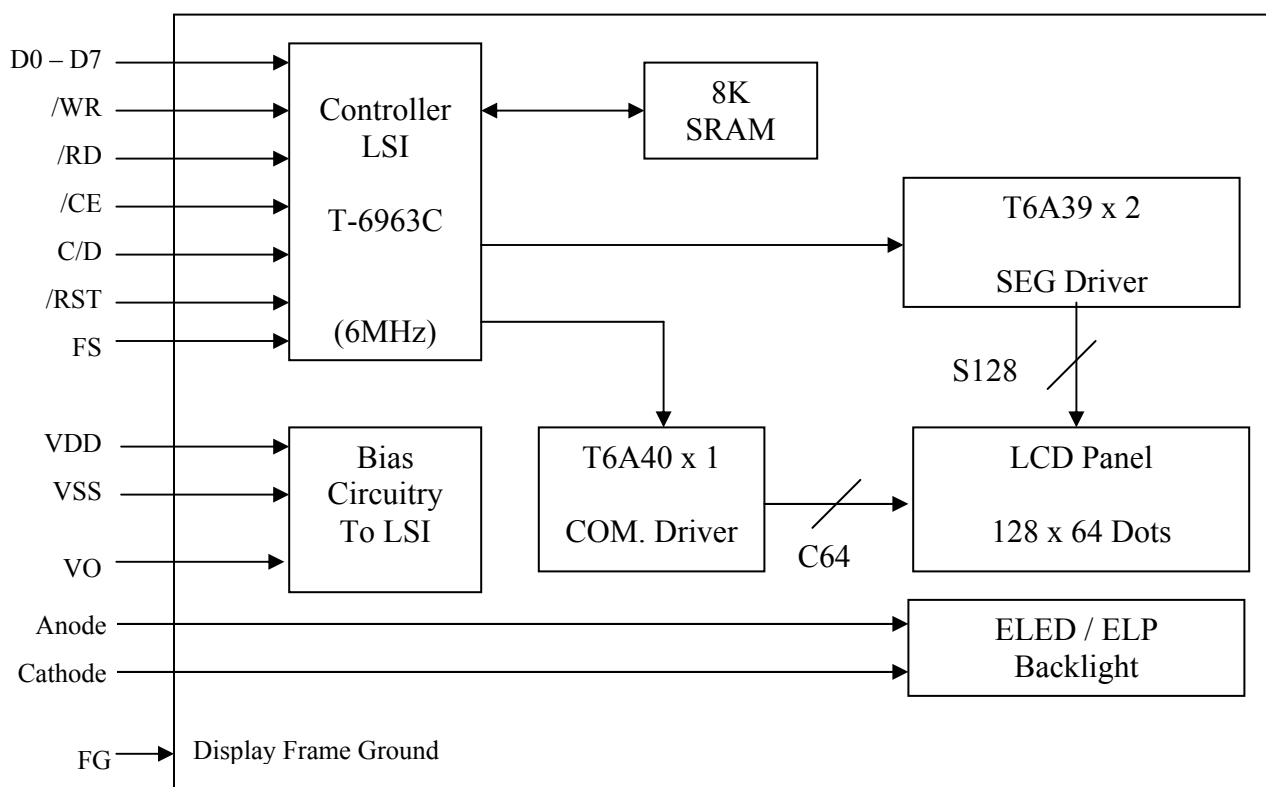 D0 – D7
/WR
/RD
/CE
C/D
/RST
FS
Controller
LSI
T-6963C
(6MHz)
8K
SRAM
T6A39 x 2
SEG Driver
S128
VDD
VSS
VO
Bias
Circuitry
To LSI
T6A40 x 1
COM. Driver
C64
LCD Panel
128 x 64 Dots
Anode
Cathode
ELED / ELP
Backlight
FG
Display Frame Ground